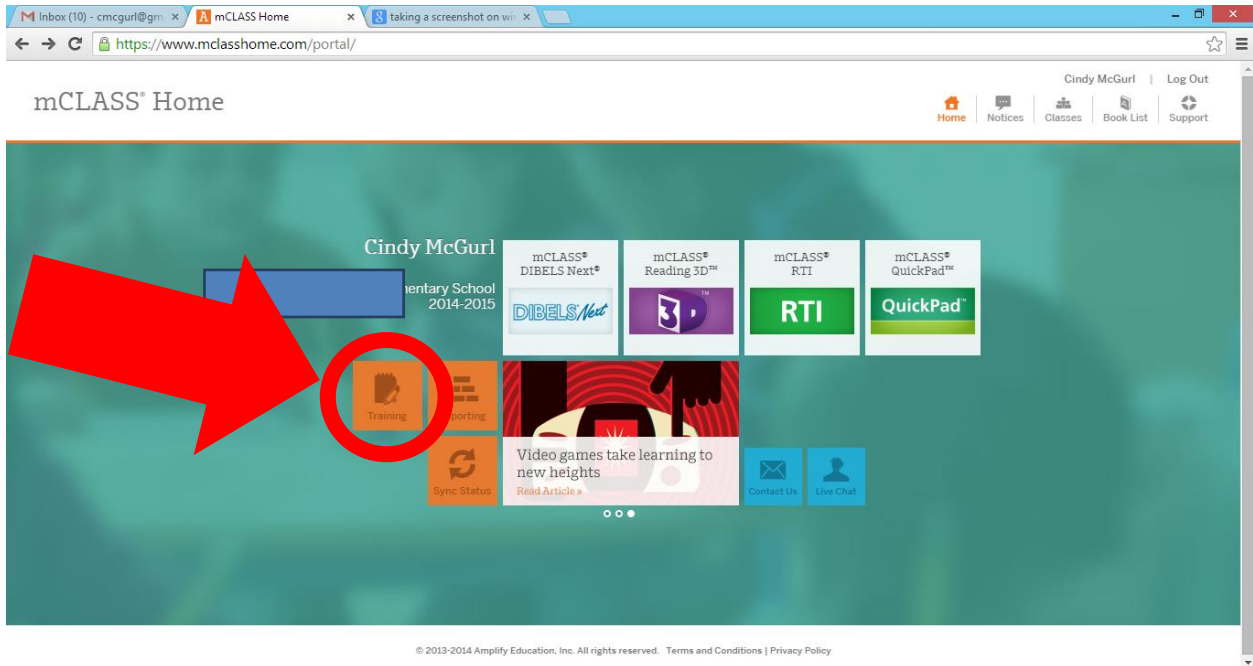 Inbox (10) - cmcgurl@gm
mCLASS Home
taking a screenshot on wi
https://www.mclasshome.com/portal/
Cindy McGurl | Log Out
mCLASS® Home
Home
Notices
Classes
Book List
Support
Cindy McGurl
mentary School
2014-2015
mCLASS®
DIBELS Next®
DIBELS Next
mCLASS®
Reading 3D™
3D™
mCLASS®
RTI
RTI
mCLASS®
QuickPad™
QuickPad™
Training
porting
Sync Status
Video games take learning to
new heights
Read Article »
Contact Us
Live Chat
© 2013-2014 Amplify Education, Inc. All rights reserved. Terms and Conditions | Privacy Policy